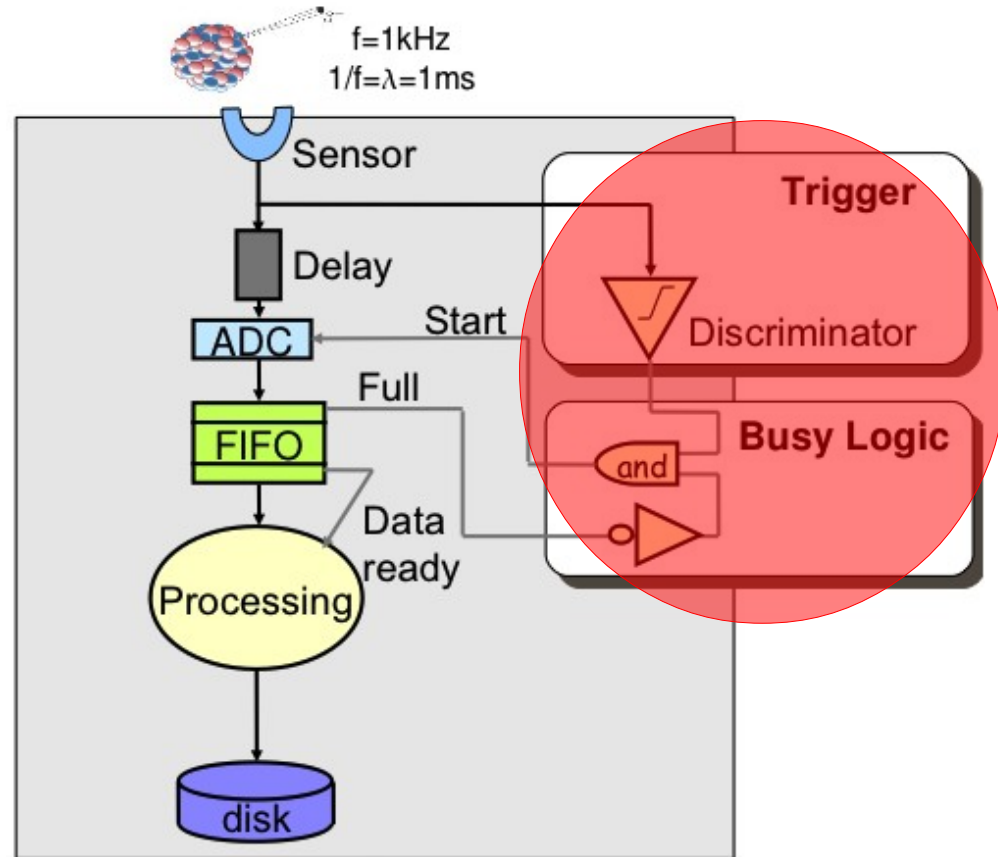 f=1kHz
1/f=λ=1ms
Sensor
Trigger
Delay
Start
Discriminator
ADC
Full
Busy Logic
FIFO
and
Data
ready
Processing
disk